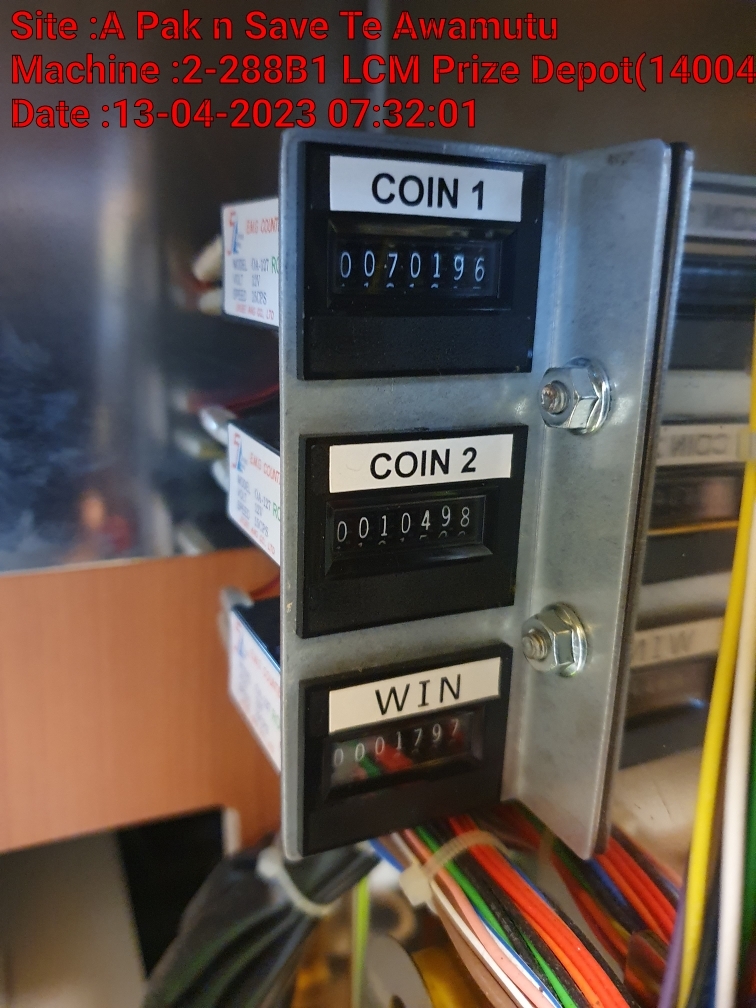 Site :A Pak n Save Te Awamutu
Machine :2-288B1 LCM Prize Depot(14004
Date :13-04-2023 07:32:01
COIN 1
0070196
COIN 2
0010498
WIN
0001797